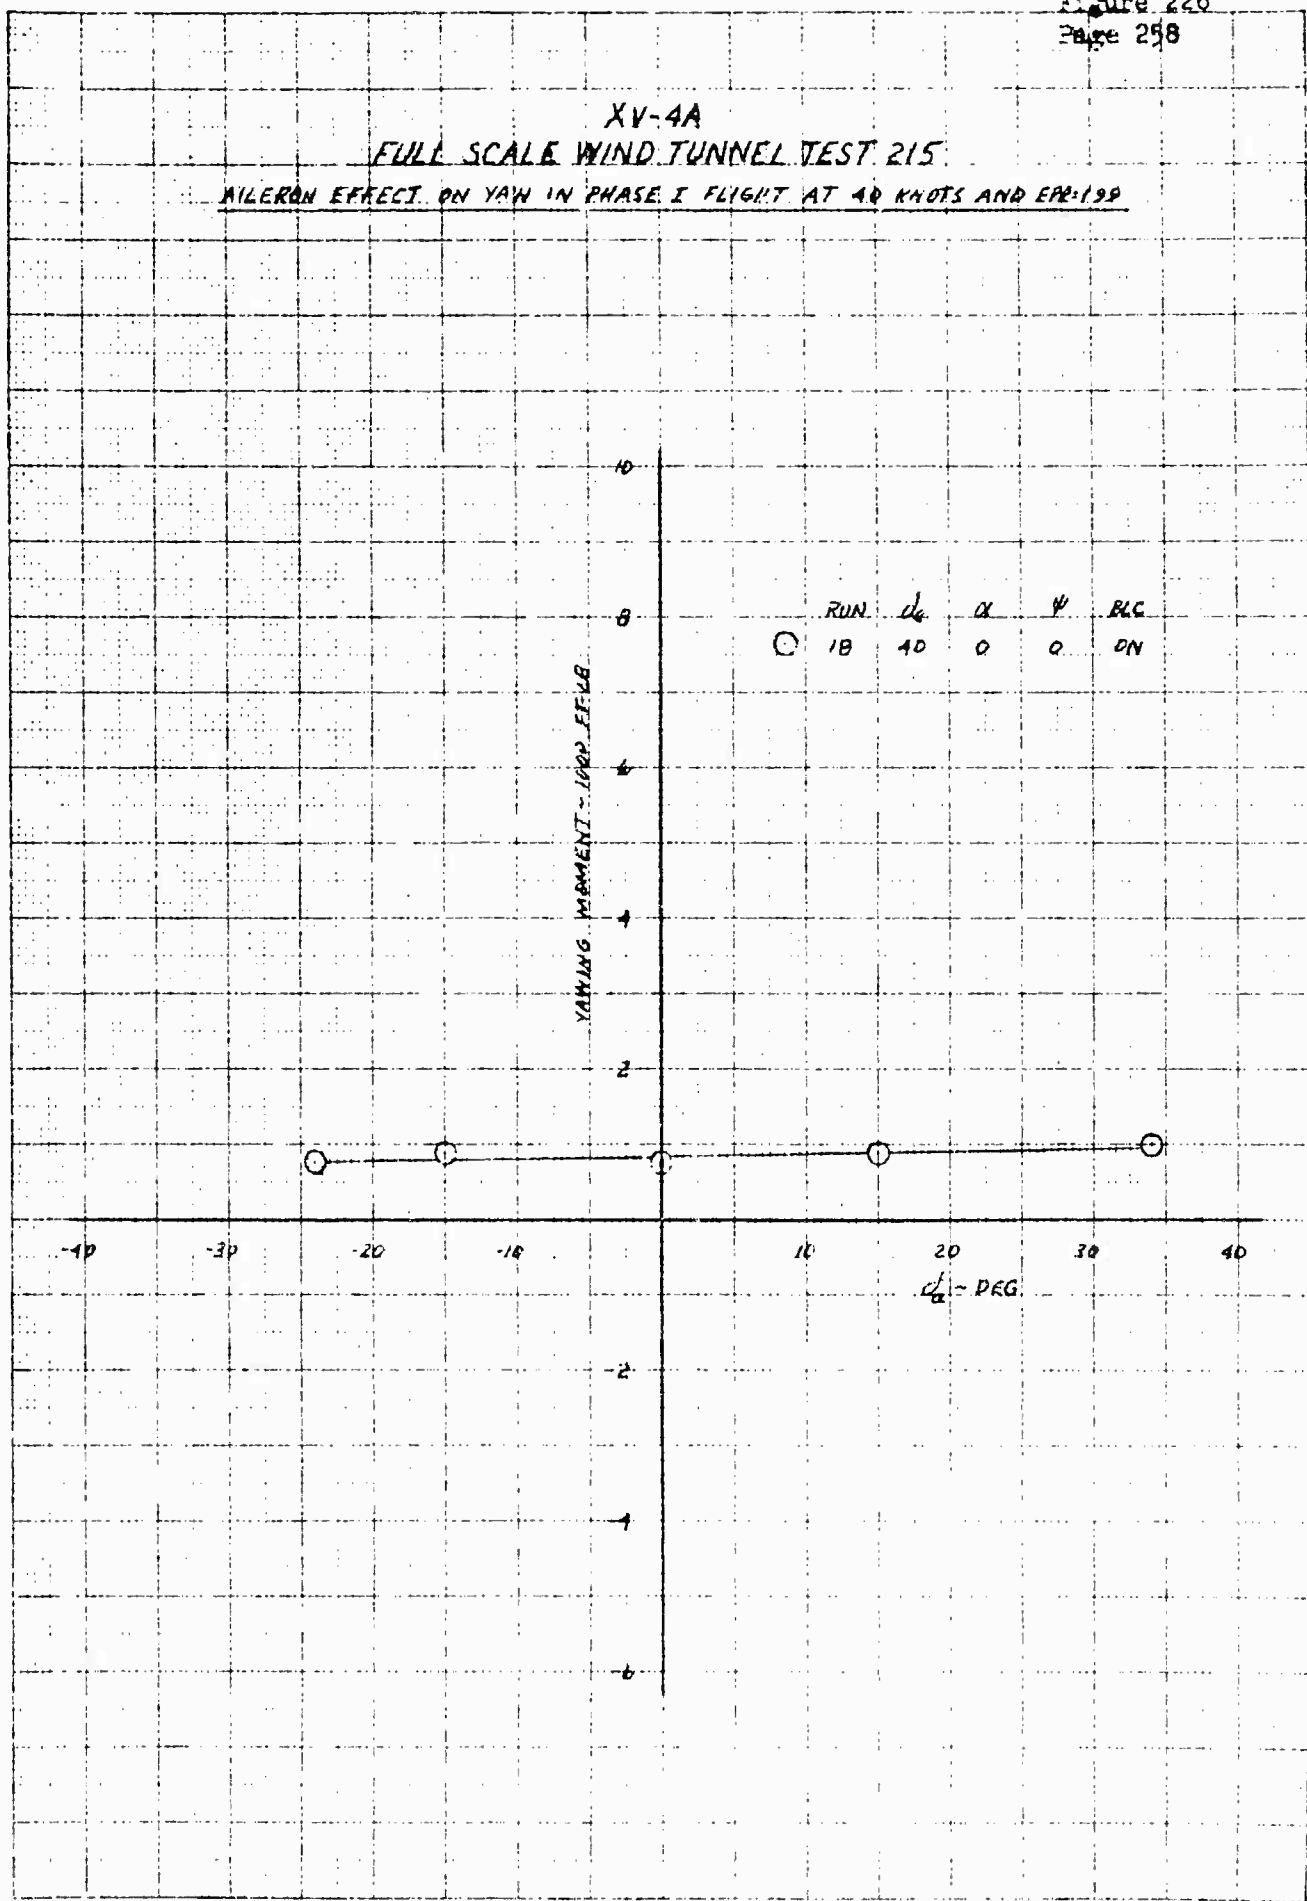 Figure 226
Page 258
XV-4A
FULL SCALE WIND TUNNEL TEST 215
AILERON EFFECT ON YAW IN PHASE I FLIGHT AT 40 KNOTS AND EPR=1.99
10
8
6
4
2
-2
-4
-6
YAWING MOMENT ~ 1000 FT-LB
RUN α ψ BLC
18 40 0 0 ON
-40 -30 -20 -10 10 20 30 40
δa ~ DEG